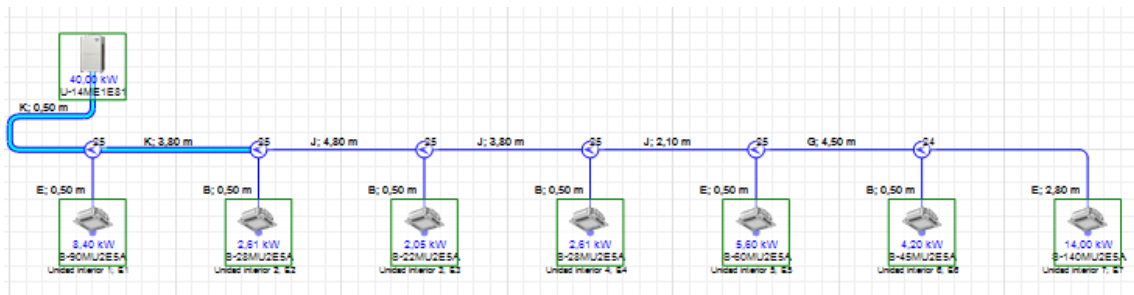 40,00 kW
U-14ME1E81
K; 0,50 m
25 K; 3,80 m 25 J; 4,80 m 25 J; 3,80 m 25 J; 2,10 m 25 G; 4,50 m 24
E; 0,50 m B; 0,50 m B; 0,50 m B; 0,50 m E; 0,50 m B; 0,50 m E; 2,80 m
8,40 kW 2,61 kW 2,05 kW 2,61 kW 5,60 kW 4,20 kW 14,00 kW
S-90MU2E5A S-28MU2E5A S-22MU2E5A S-28MU2E5A S-60MU2E5A S-45MU2E5A S-140MU2E5A
Unidad interior 1, E1 Unidad interior 2, E2 Unidad interior 3, E3 Unidad interior 4, E4 Unidad interior 5, E5 Unidad interior 6, E6 Unidad interior 7, E7